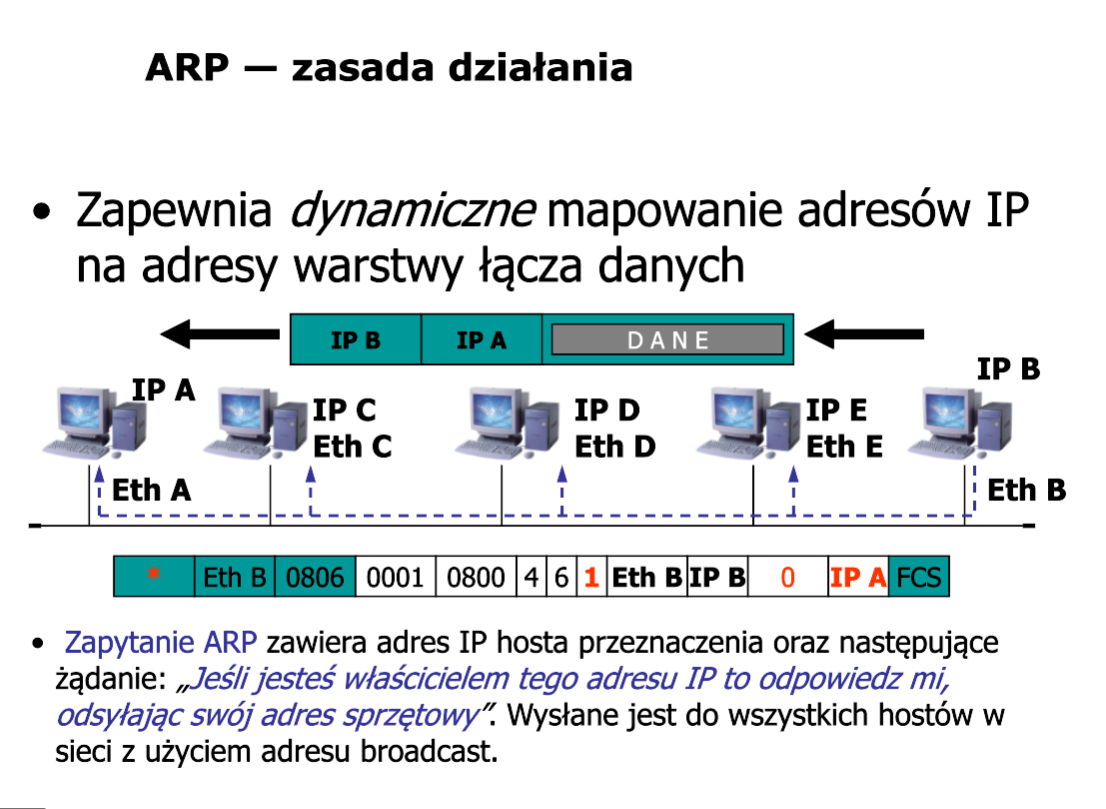 ARP — zasada działania
• Zapewnia dynamiczne mapowanie adresów IP
na adresy warstwy łącza danych
IP B IP A DANE
IP A
IP C
Eth C
IP D
Eth D
IP E
Eth E
IP B
Eth A
Eth B
* Eth B 0806 0001 0800 4 6 1 Eth B IP B 0 IP A FCS
• Zapytanie ARP zawiera adres IP hosta przeznaczenia oraz następujące
żądanie: „Jeśli jesteś właścicielem tego adresu IP to odpowiedz mi,
odsyłając swój adres sprzętowy”. Wysłane jest do wszystkich hostów w
sieci z użyciem adresu broadcast.